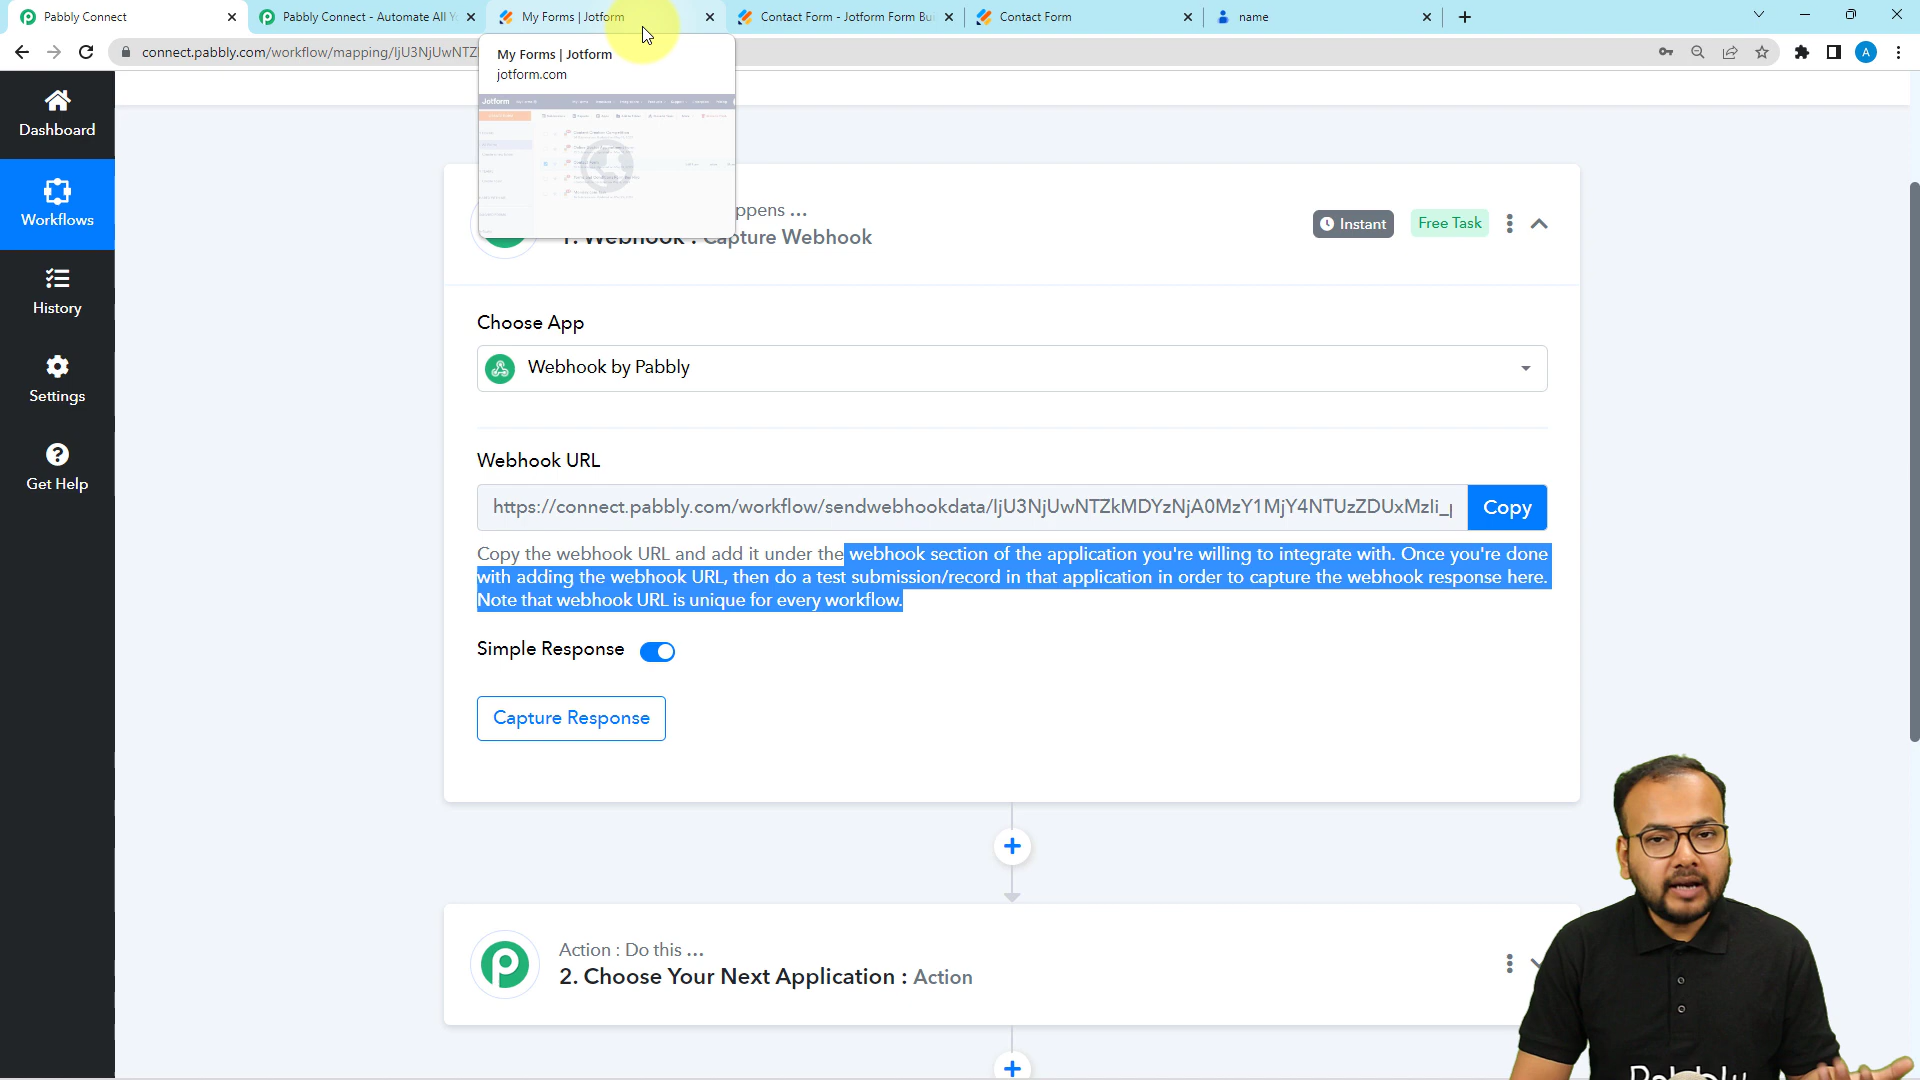 Pabbly Connect
Pabbly Connect - Automate All Y
My Forms | Jotform
Contact Form - Jotform Form Bui
Contact Form
name
connect.pabbly.com/workflow/mapping/IjU3NjUwNTZ
A
My Forms | Jotform
jotform.com
Jotform
Dashboard
Workflows
History
Settings
Get Help
ppens ...
1. Webhook : Capture Webhook
Instant
Free Task
Choose App
Webhook by Pabbly
Webhook URL
https://connect.pabbly.com/workflow/sendwebhookdata/IjU3NjUwNTZkMDYzNjA0MzY1MjY4NTUzZDUxMzIi_p
Copy
Copy the webhook URL and add it under the webhook section of the application you're willing to integrate with. Once you're done
with adding the webhook URL, then do a test submission/record in that application in order to capture the webhook response here.
Note that webhook URL is unique for every workflow.
Simple Response
Capture Response
Action : Do this ...
2. Choose Your Next Application : Action
Pabbly